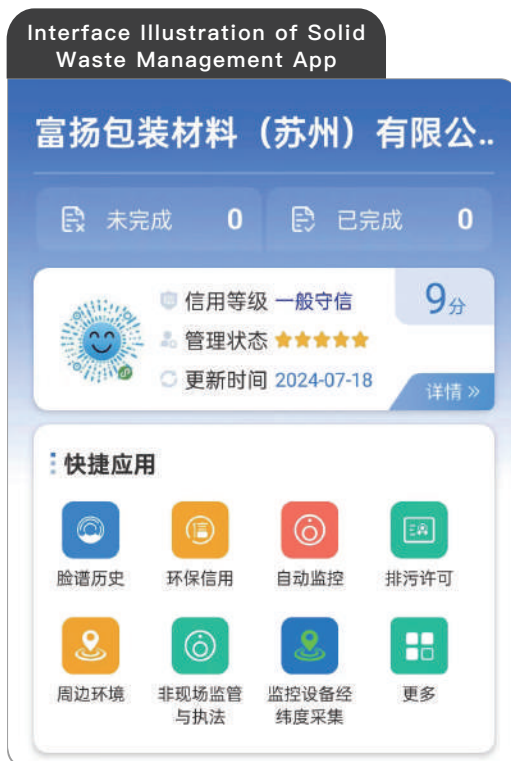 Interface Illustration of Solid
Waste Management App
富扬包装材料（苏州）有限公..
未完成 0 已完成 0
信用等级 一般守信 9分
管理状态
更新时间 2024-07-18 详情 »
快捷应用
脸谱历史 环保信用 自动监控 排污许可
周边环境 非现场监管 监控设备经 更多
与执法 纬度采集